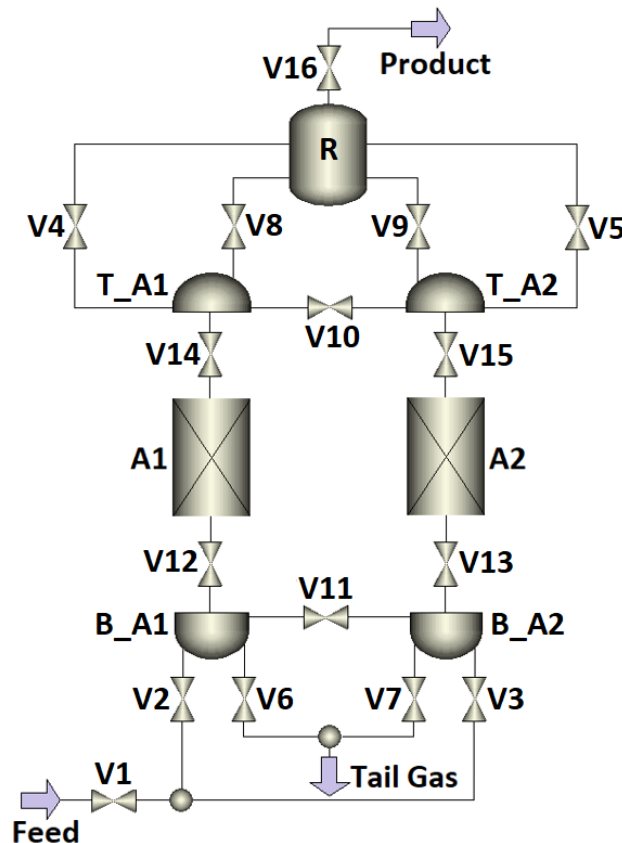 V16
Product
R
V4
V8
V9
V5
T_A1
T_A2
V10
V14
V15
A1
A2
V12
V13
V11
B_A1
B_A2
V2
V6
V7
V3
V1
Tail Gas
Feed